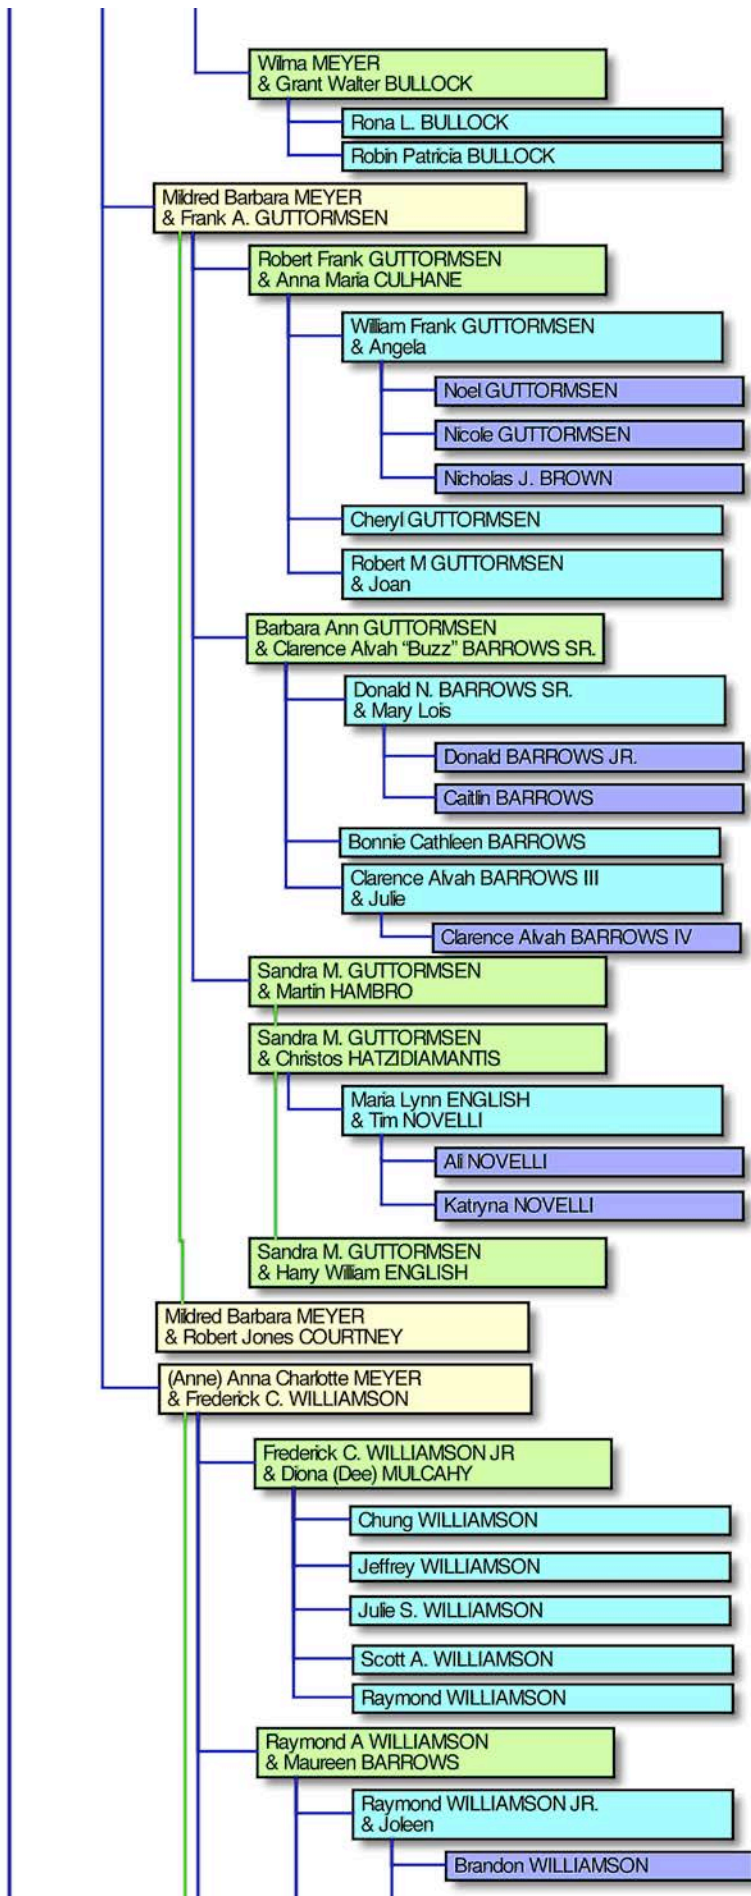 Wilma MEYER
& Grant Walter BULLOCK
Rona L. BULLOCK
Robin Patricia BULLOCK
Mildred Barbara MEYER
& Frank A. GUTTORMSEN
Robert Frank GUTTORMSEN
& Anna Maria CULHANE
William Frank GUTTORMSEN
& Angela
Noel GUTTORMSEN
Nicole GUTTORMSEN
Nicholas J. BROWN
Cheryl GUTTORMSEN
Robert M GUTTORMSEN
& Joan
Barbara Ann GUTTORMSEN
& Clarence Alvah “Buzz” BARROWS SR.
Donald N. BARROWS SR.
& Mary Lois
Donald BARROWS JR.
Caitlin BARROWS
Bonnie Cathleen BARROWS
Clarence Alvah BARROWS III
& Julie
Clarence Alvah BARROWS IV
Sandra M. GUTTORMSEN
& Martin HAMBRO
Sandra M. GUTTORMSEN
& Christos HATZIDIAMANTIS
Maria Lynn ENGLISH
& Tim NOVELLI
Ali NOVELLI
Katryna NOVELLI
Sandra M. GUTTORMSEN
& Harry William ENGLISH
Mildred Barbara MEYER
& Robert Jones COURTNEY
(Anne) Anna Charlotte MEYER
& Frederick C. WILLIAMSON
Frederick C. WILLIAMSON JR
& Diona (Dee) MULCAHY
Chung WILLIAMSON
Jeffrey WILLIAMSON
Julie S. WILLIAMSON
Scott A. WILLIAMSON
Raymond WILLIAMSON
Raymond A WILLIAMSON
& Maureen BARROWS
Raymond WILLIAMSON JR.
& Joleen
Brandon WILLIAMSON